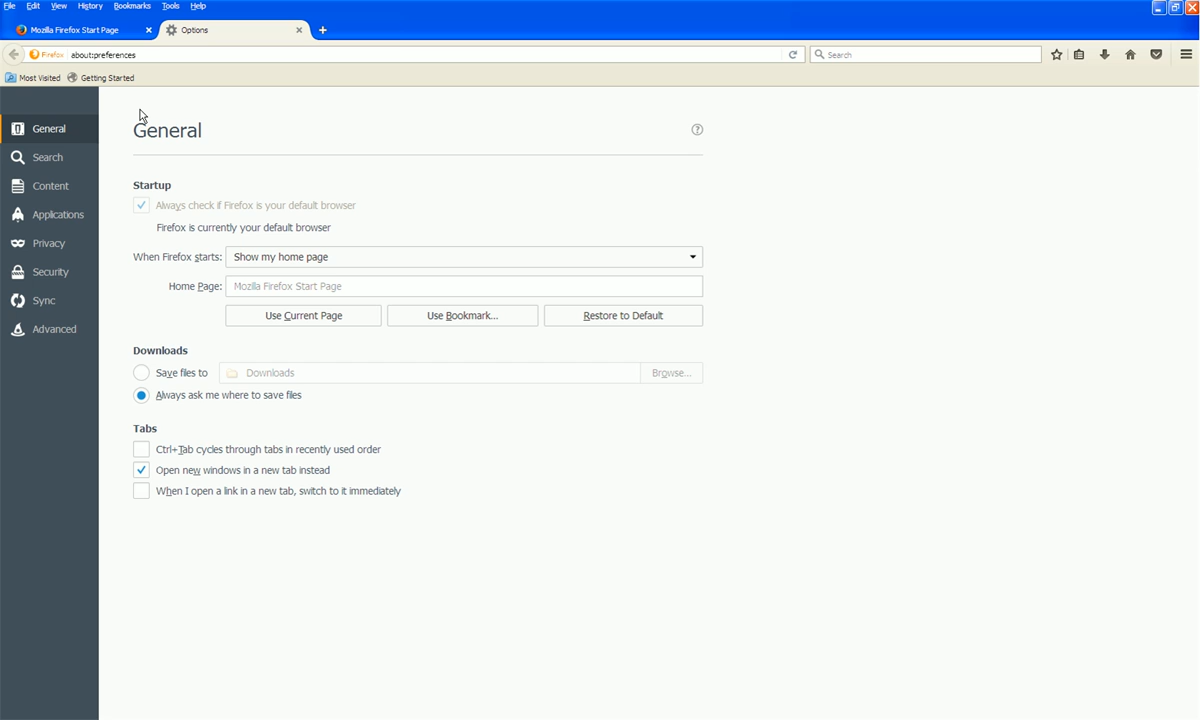 File Edit View History Bookmarks Tools Help
Mozilla Firefox Start Page Options
Firefox about:preferences Search
Most Visited Getting Started
General
Search
Content
Applications
Privacy
Security
Sync
Advanced
General
Startup
Always check if Firefox is your default browser
Firefox is currently your default browser
When Firefox starts: Show my home page
Home Page: Mozilla Firefox Start Page
Use Current Page Use Bookmark... Restore to Default
Downloads
Save files to Downloads Browse...
Always ask me where to save files
Tabs
Ctrl+Tab cycles through tabs in recently used order
Open new windows in a new tab instead
When I open a link in a new tab, switch to it immediately